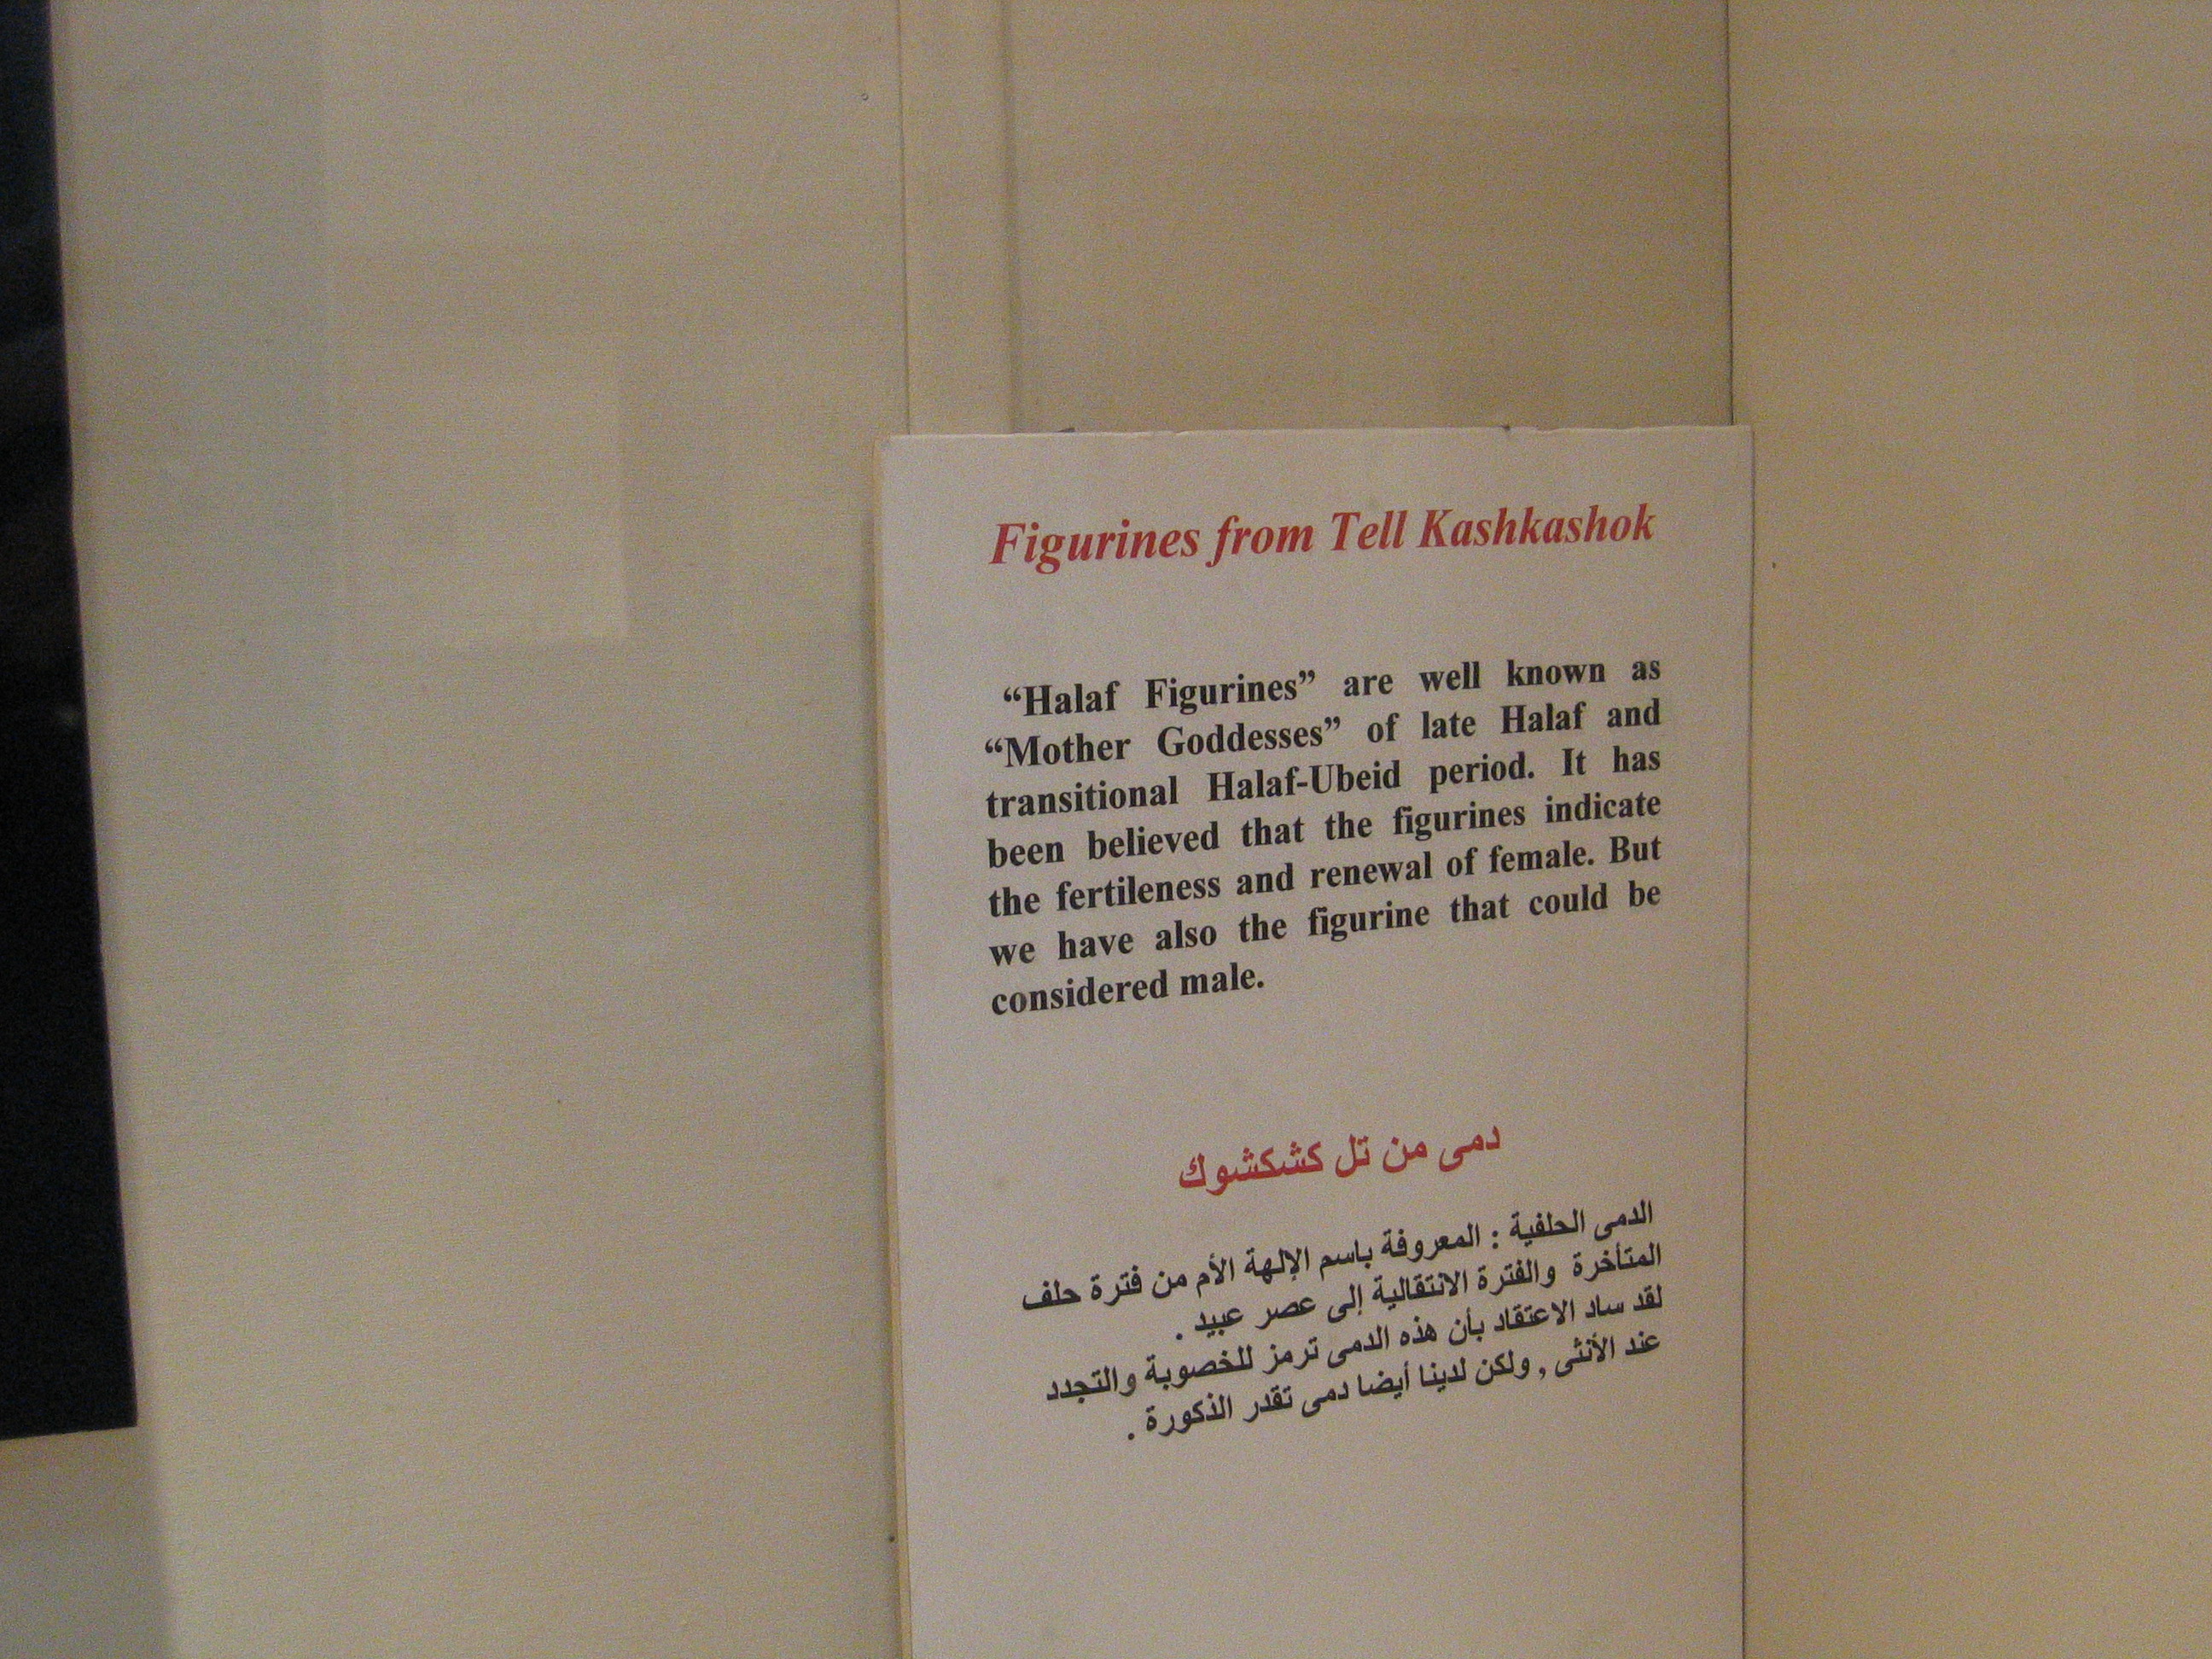 Figurines from Tell Kashkashok
“Halaf Figurines” are well known as
“Mother Goddesses” of late Halaf and
transitional Halaf-Ubeid period. It has
been believed that the figurines indicate
the fertileness and renewal of female. But
we have also the figurine that could be
considered male.
دمى من تل كشكشوك
الدمى الحلفية : المعروفة باسم الإلهة الأم من فترة حلف
المتأخرة والفترة الانتقالية إلى عصر عبيد .
لقد ساد الاعتقاد بأن هذه الدمى ترمز للخصوبة والتجدد
عند الأنثى , ولكن لدينا أيضا دمى تقدر الذكورة .